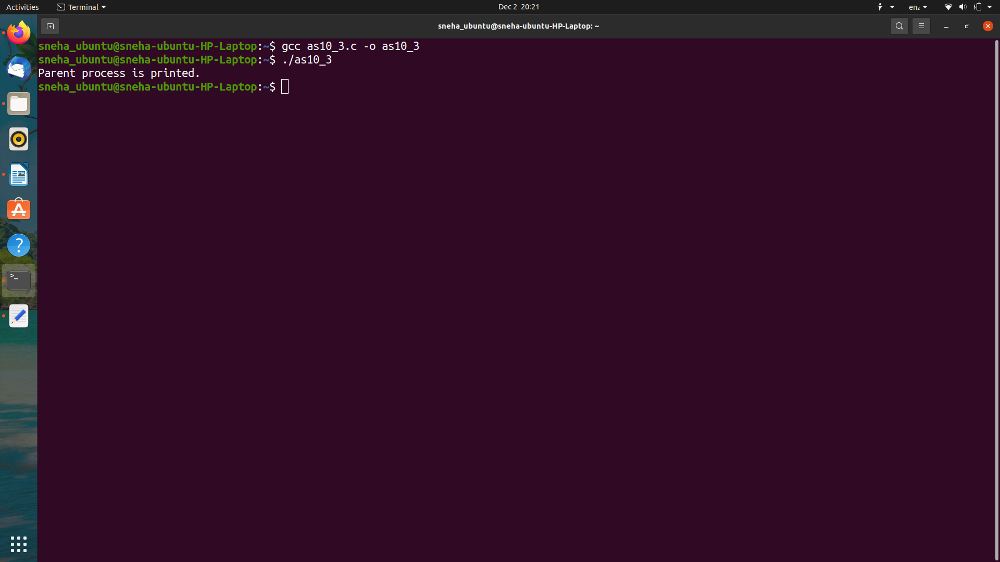 Activities Terminal Dec 2 20:21 en₂
sneha_ubuntu@sneha-ubuntu-HP-Laptop: ~
sneha_ubuntu@sneha-ubuntu-HP-Laptop:~$ gcc as10_3.c -o as10_3
sneha_ubuntu@sneha-ubuntu-HP-Laptop:~$ ./as10_3
Parent process is printed.
sneha_ubuntu@sneha-ubuntu-HP-Laptop:~$